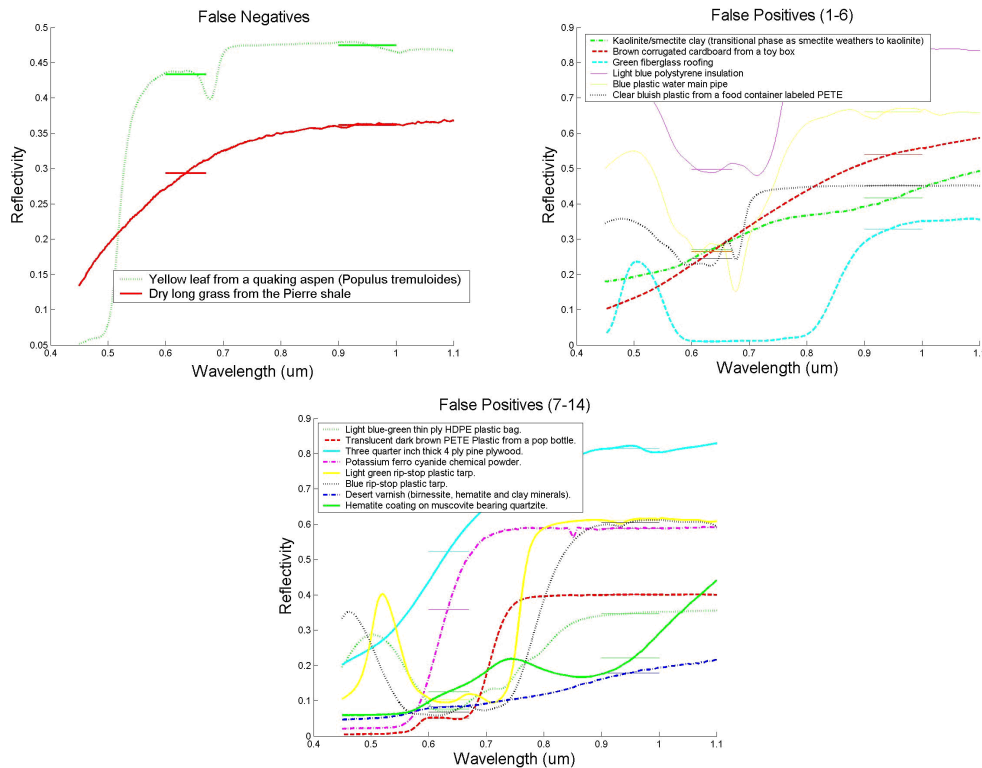 False Negatives
0.5
0.45
0.4
0.35
0.3
0.25
0.2
0.15
0.1
0.05
Reflectivity
Yellow leaf from a quaking aspen (Populus tremuloides)
Dry long grass from the Pierre shale
0.4 0.5 0.6 0.7 0.8 0.9 1 1.1
Wavelength (um)
False Positives (1-6)
0.9
0.8
0.7
0.6
0.5
0.4
0.3
0.2
0.1
0
Reflectivity
Kaolinite/smectite clay (transitional phase as smectite weathers to kaolinite)
Brown corrugated cardboard from a toy box
Green fiberglass roofing
Light blue polystyrene insulation
Blue plastic water main pipe
Clear bluish plastic from a food container labeled PETE
0.4 0.5 0.6 0.7 0.8 0.9 1 1.1
Wavelength (um)
False Positives (7-14)
0.9
0.8
0.7
0.6
0.5
0.4
0.3
0.2
0.1
0
Reflectivity
Light blue-green thin ply HDPE plastic bag.
Translucent dark brown PETE Plastic from a pop bottle.
Three quarter inch thick 4 ply pine plywood.
Potassium ferro cyanide chemical powder.
Light green rip-stop plastic tarp.
Blue rip-stop plastic tarp.
Desert varnish (birnessite, hematite and clay minerals).
Hematite coating on muscovite bearing quartzite.
0.4 0.5 0.6 0.7 0.8 0.9 1 1.1
Wavelength (um)